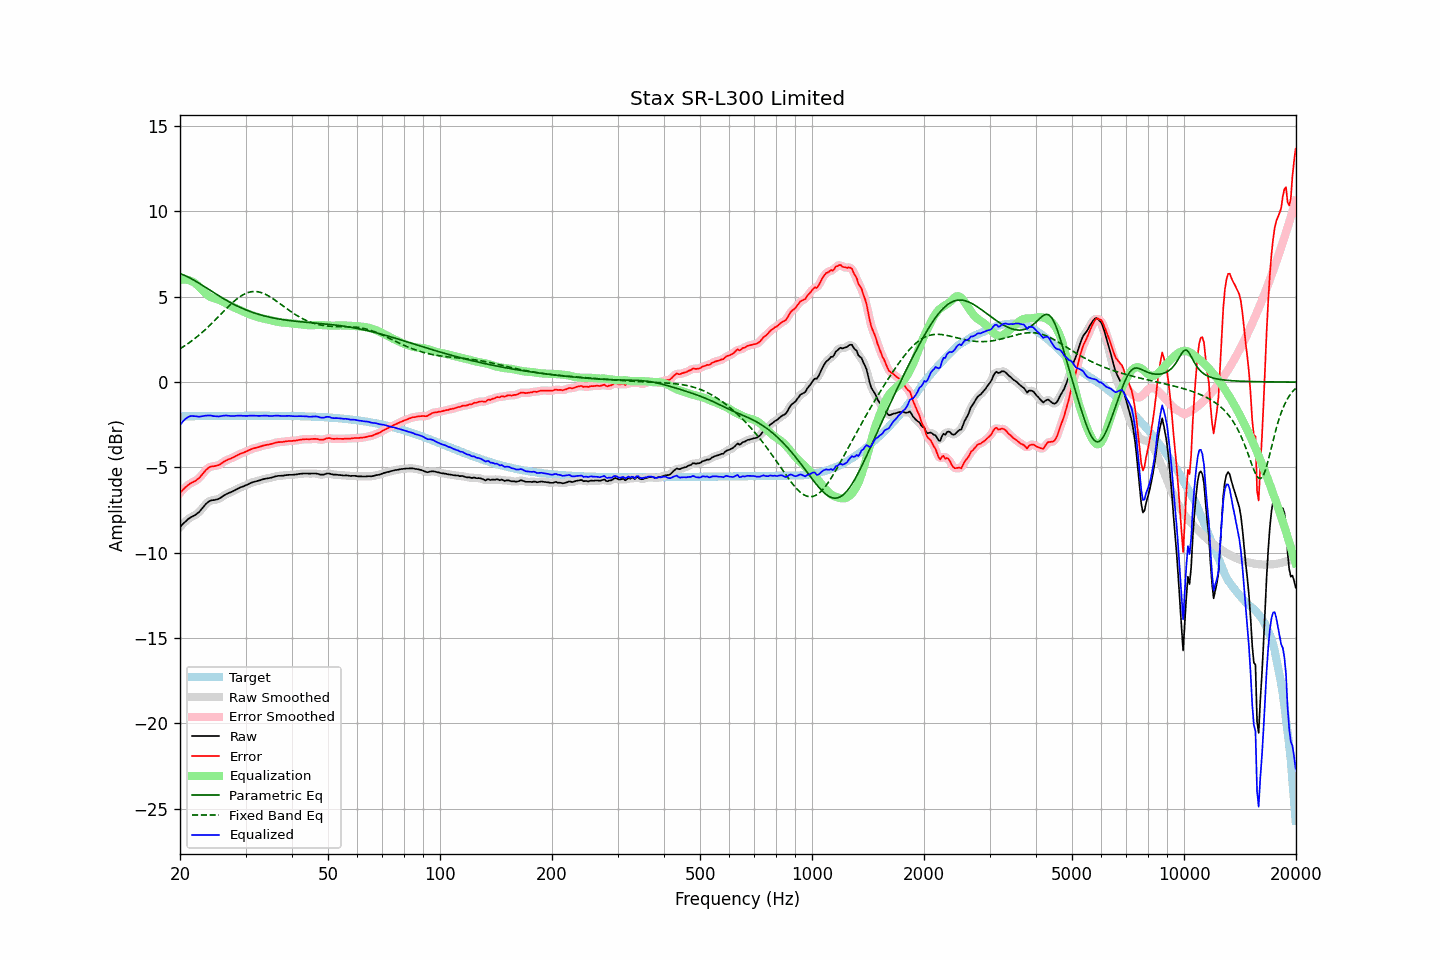 Stax SR-L300 Limited
15
10
5
0
−5
−10
−15
−20
−25
Amplitude (dBr)
Target
Raw Smoothed
Error Smoothed
Raw
Error
Equalization
Parametric Eq
Fixed Band Eq
Equalized
20 50 100 200 500 1000 2000 5000 10000 20000
Frequency (Hz)